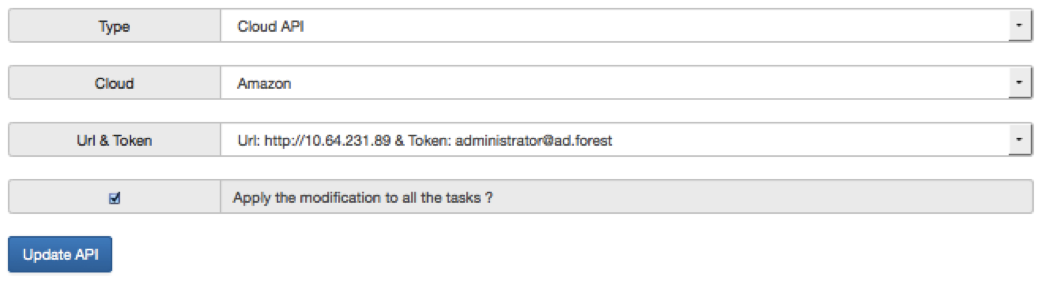 Type Cloud API
Cloud Amazon
Url & Token Url: http://10.64.231.89 & Token: administrator@ad.forest
Apply the modification to all the tasks ?
Update API